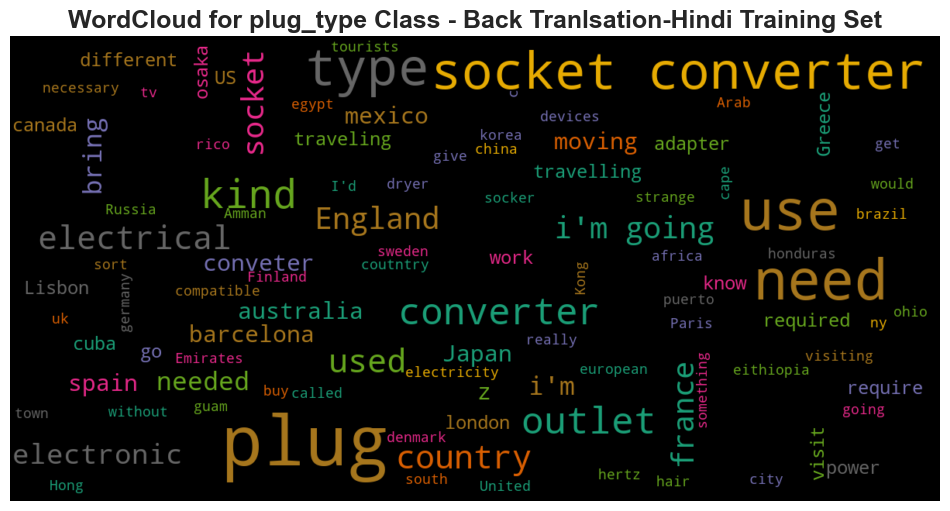 WordCloud for plug_type Class - Back Tranlsation-Hindi Training Set
tourists
different osaka US socket type socket converter
necessary tv egypt devices Arab
canada bring mexico korea moving adapter Greece get
rico traveling give china
travelling
kind I'd dryer socker strange cape would
Russia Amman England use brazil
electrical i'm going
sort conveter sweden work africa honduras
Finland countntry Kong know need
Lisbon germany compatible puerto
uk australia converter Paris required ny ohio
cuba go barcelona really
Emirates used Japan visiting
spain needed electricity european something eithiopia
buy called z i'm france require
town without guam london outlet going
plug denmark
electronic country visit power
south hertz hair city
Hong United